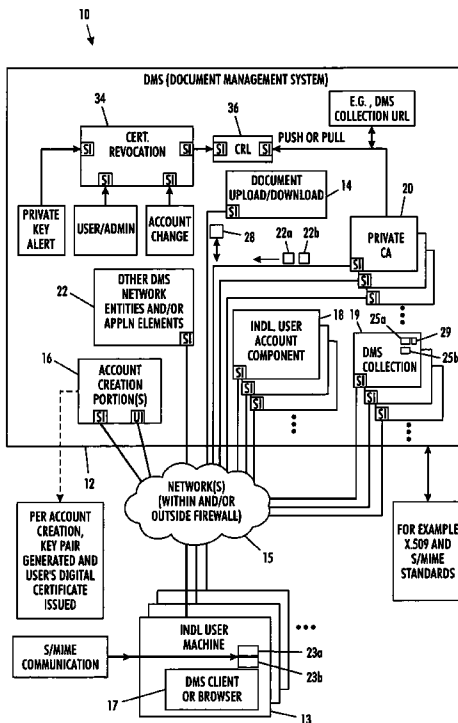 10
DMS (DOCUMENT MANAGEMENT SYSTEM)
34
36
E.G., DMS
COLLECTION URL
CERT.
REVOCATION
SI
SI
SI
SI
SI
CRL
SI
PUSH OR PULL
DOCUMENT
UPLOAD/DOWNLOAD
SI
14
20
PRIVATE
KEY
ALERT
USER/ADMIN
ACCOUNT
CHANGE
28
22a
22b
PRIVATE
CA
SI
SI
SI
22
OTHER DMS
NETWORK
ENTITIES AND/OR
APPLN ELEMENTS
SI
18
INDL. USER
ACCOUNT
COMPONENT
SI
SI
SI
19
25a
29
DMS
COLLECTION
25b
SI
SI
SI
16
ACCOUNT
CREATION
PORTION(S)
SI
UI
12
NETWORK(S)
(WITHIN AND/OR
OUTSIDE FIREWALL)
15
PER ACCOUNT
CREATION,
KEY PAIR
GENERATED AND
USER'S DIGITAL
CERTIFICATE
ISSUED
FOR EXAMPLE
X.509 AND
S/MIME
STANDARDS
S/MIME
COMMUNICATION
INDL USER
MACHINE
23a
23b
17
DMS CLIENT
OR BROWSER
13